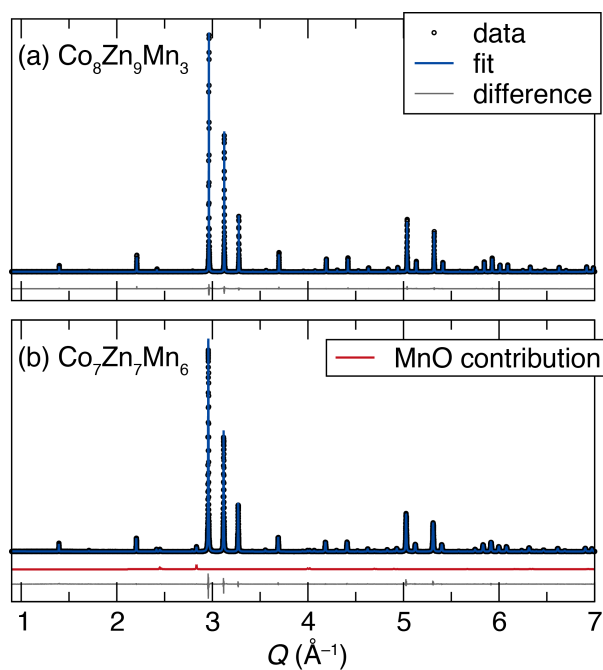 (a) Co₈Zn₉Mn₃
data
fit
difference
(b) Co₇Zn₇Mn₆
MnO contribution
1 2 3 4 5 6 7
Q (Å⁻¹)